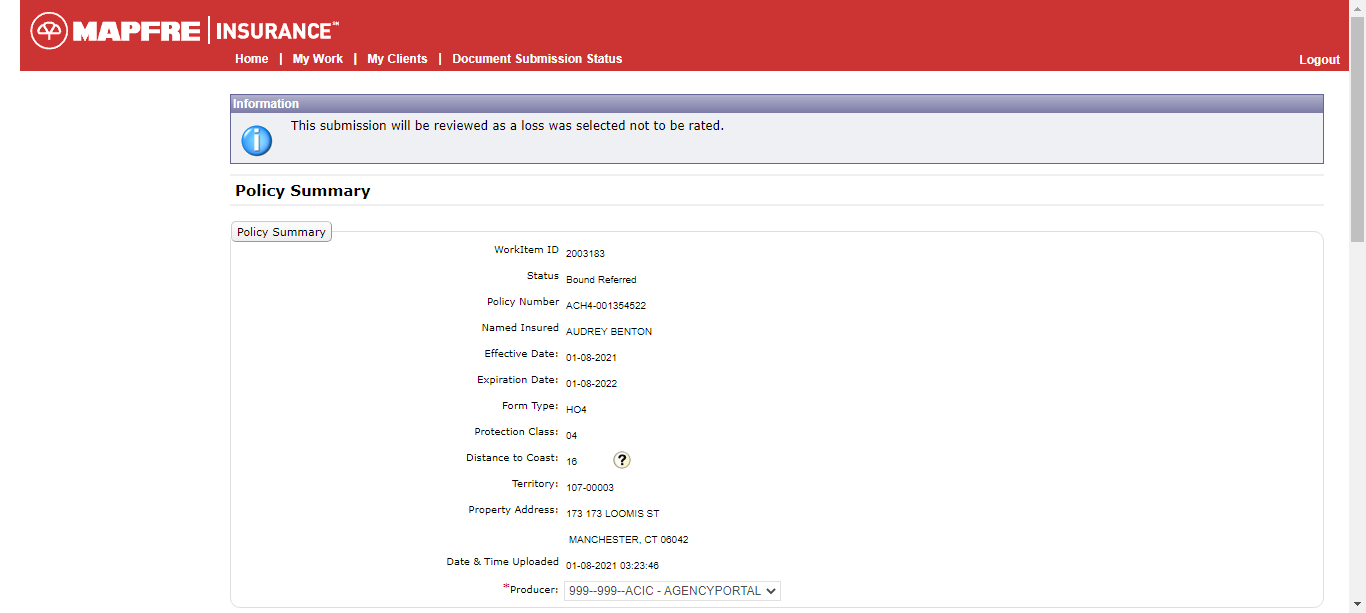 MAPFRE | INSURANCE℠
Home | My Work | My Clients | Document Submission Status
Logout
Information
This submission will be reviewed as a loss was selected not to be rated.
Policy Summary
Policy Summary
WorkItem ID 2003183
Status Bound Referred
Policy Number ACH4-001354522
Named Insured AUDREY BENTON
Effective Date: 01-08-2021
Expiration Date: 01-08-2022
Form Type: HO4
Protection Class: 04
Distance to Coast: 16 ?
Territory: 107-00003
Property Address: 173 173 LOOMIS ST
MANCHESTER, CT 06042
Date & Time Uploaded 01-08-2021 03:23:46
*Producer: 999--999--ACIC - AGENCYPORTAL